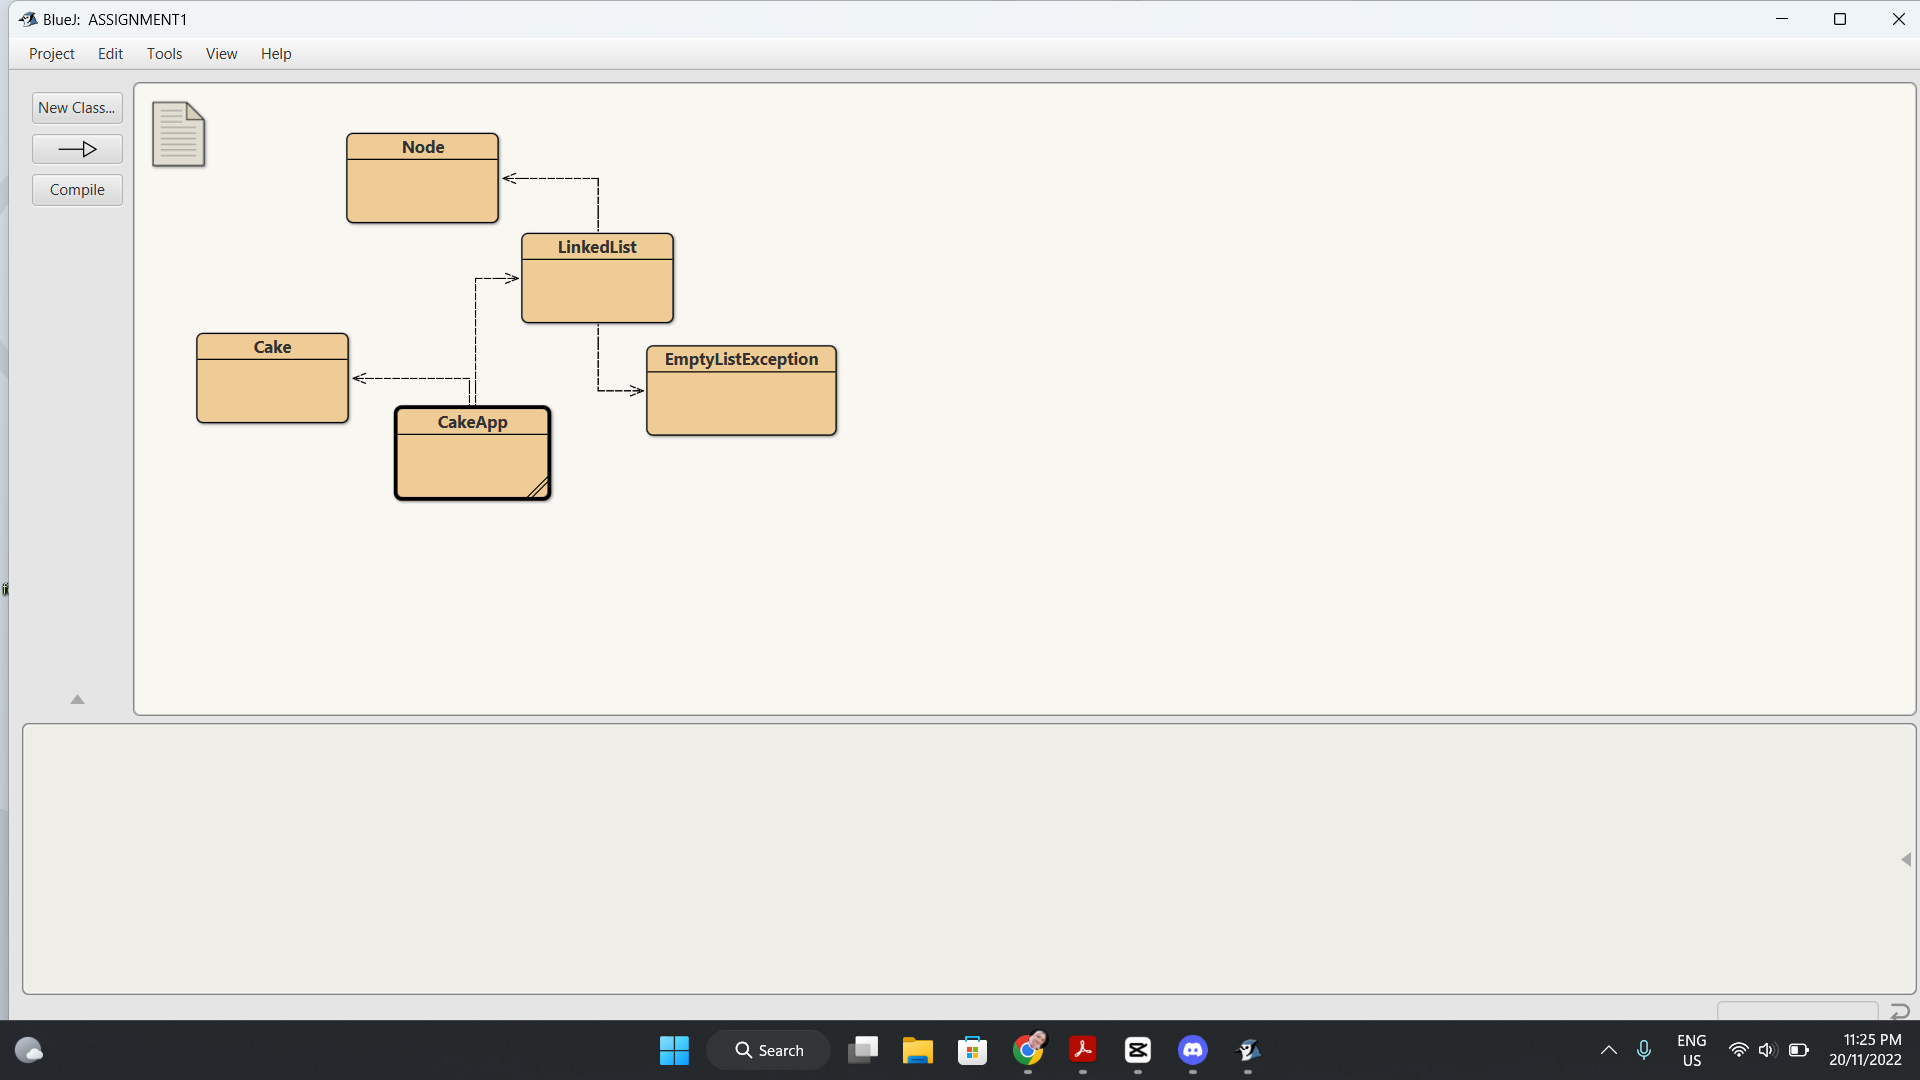 BlueJ: ASSIGNMENT1
Project Edit Tools View Help
New Class...
Compile
Node
LinkedList
Cake
EmptyListException
CakeApp
Search
ENG
US
11:25 PM
20/11/2022